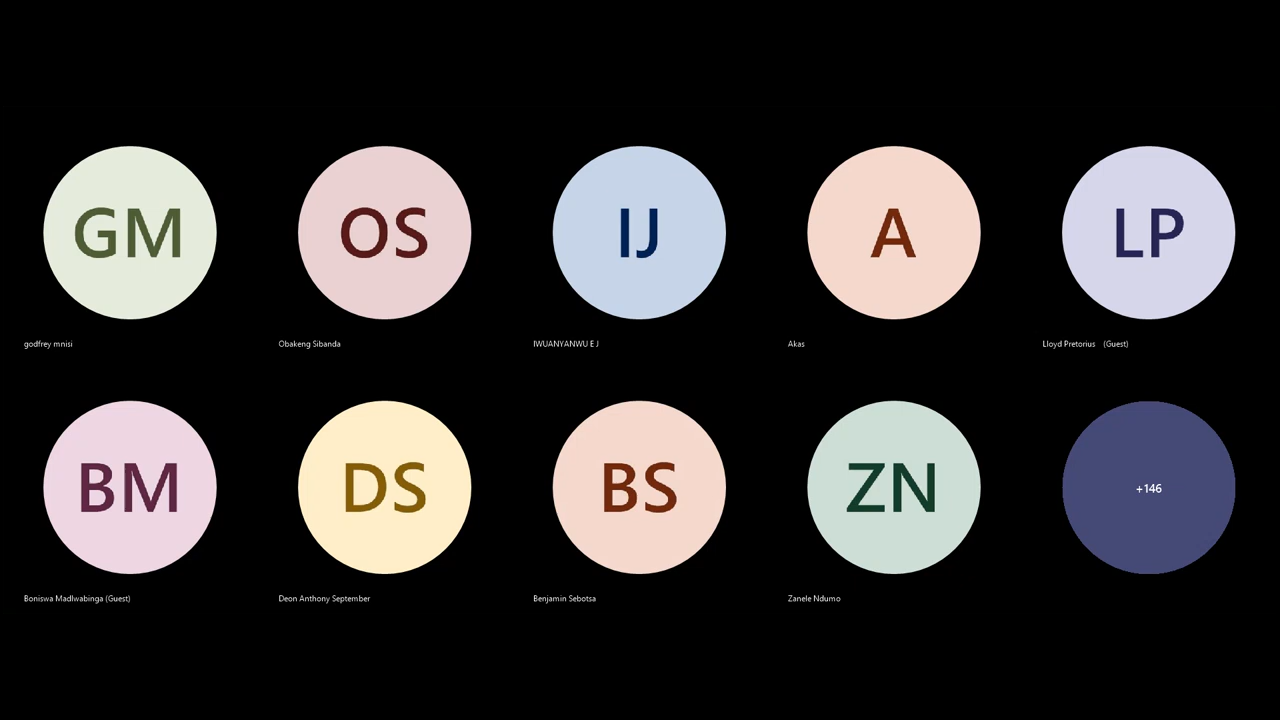 GM
OS
IJ
A
LP
godfrey mnisi
Obakeng Sibanda
IWUANYANWU E J
Akas
Lloyd Pretorius (Guest)
BM
DS
BS
ZN
+146
Boniswa Madlwabinga (Guest)
Deon Anthony September
Benjamin Sebotsa
Zanele Ndumo